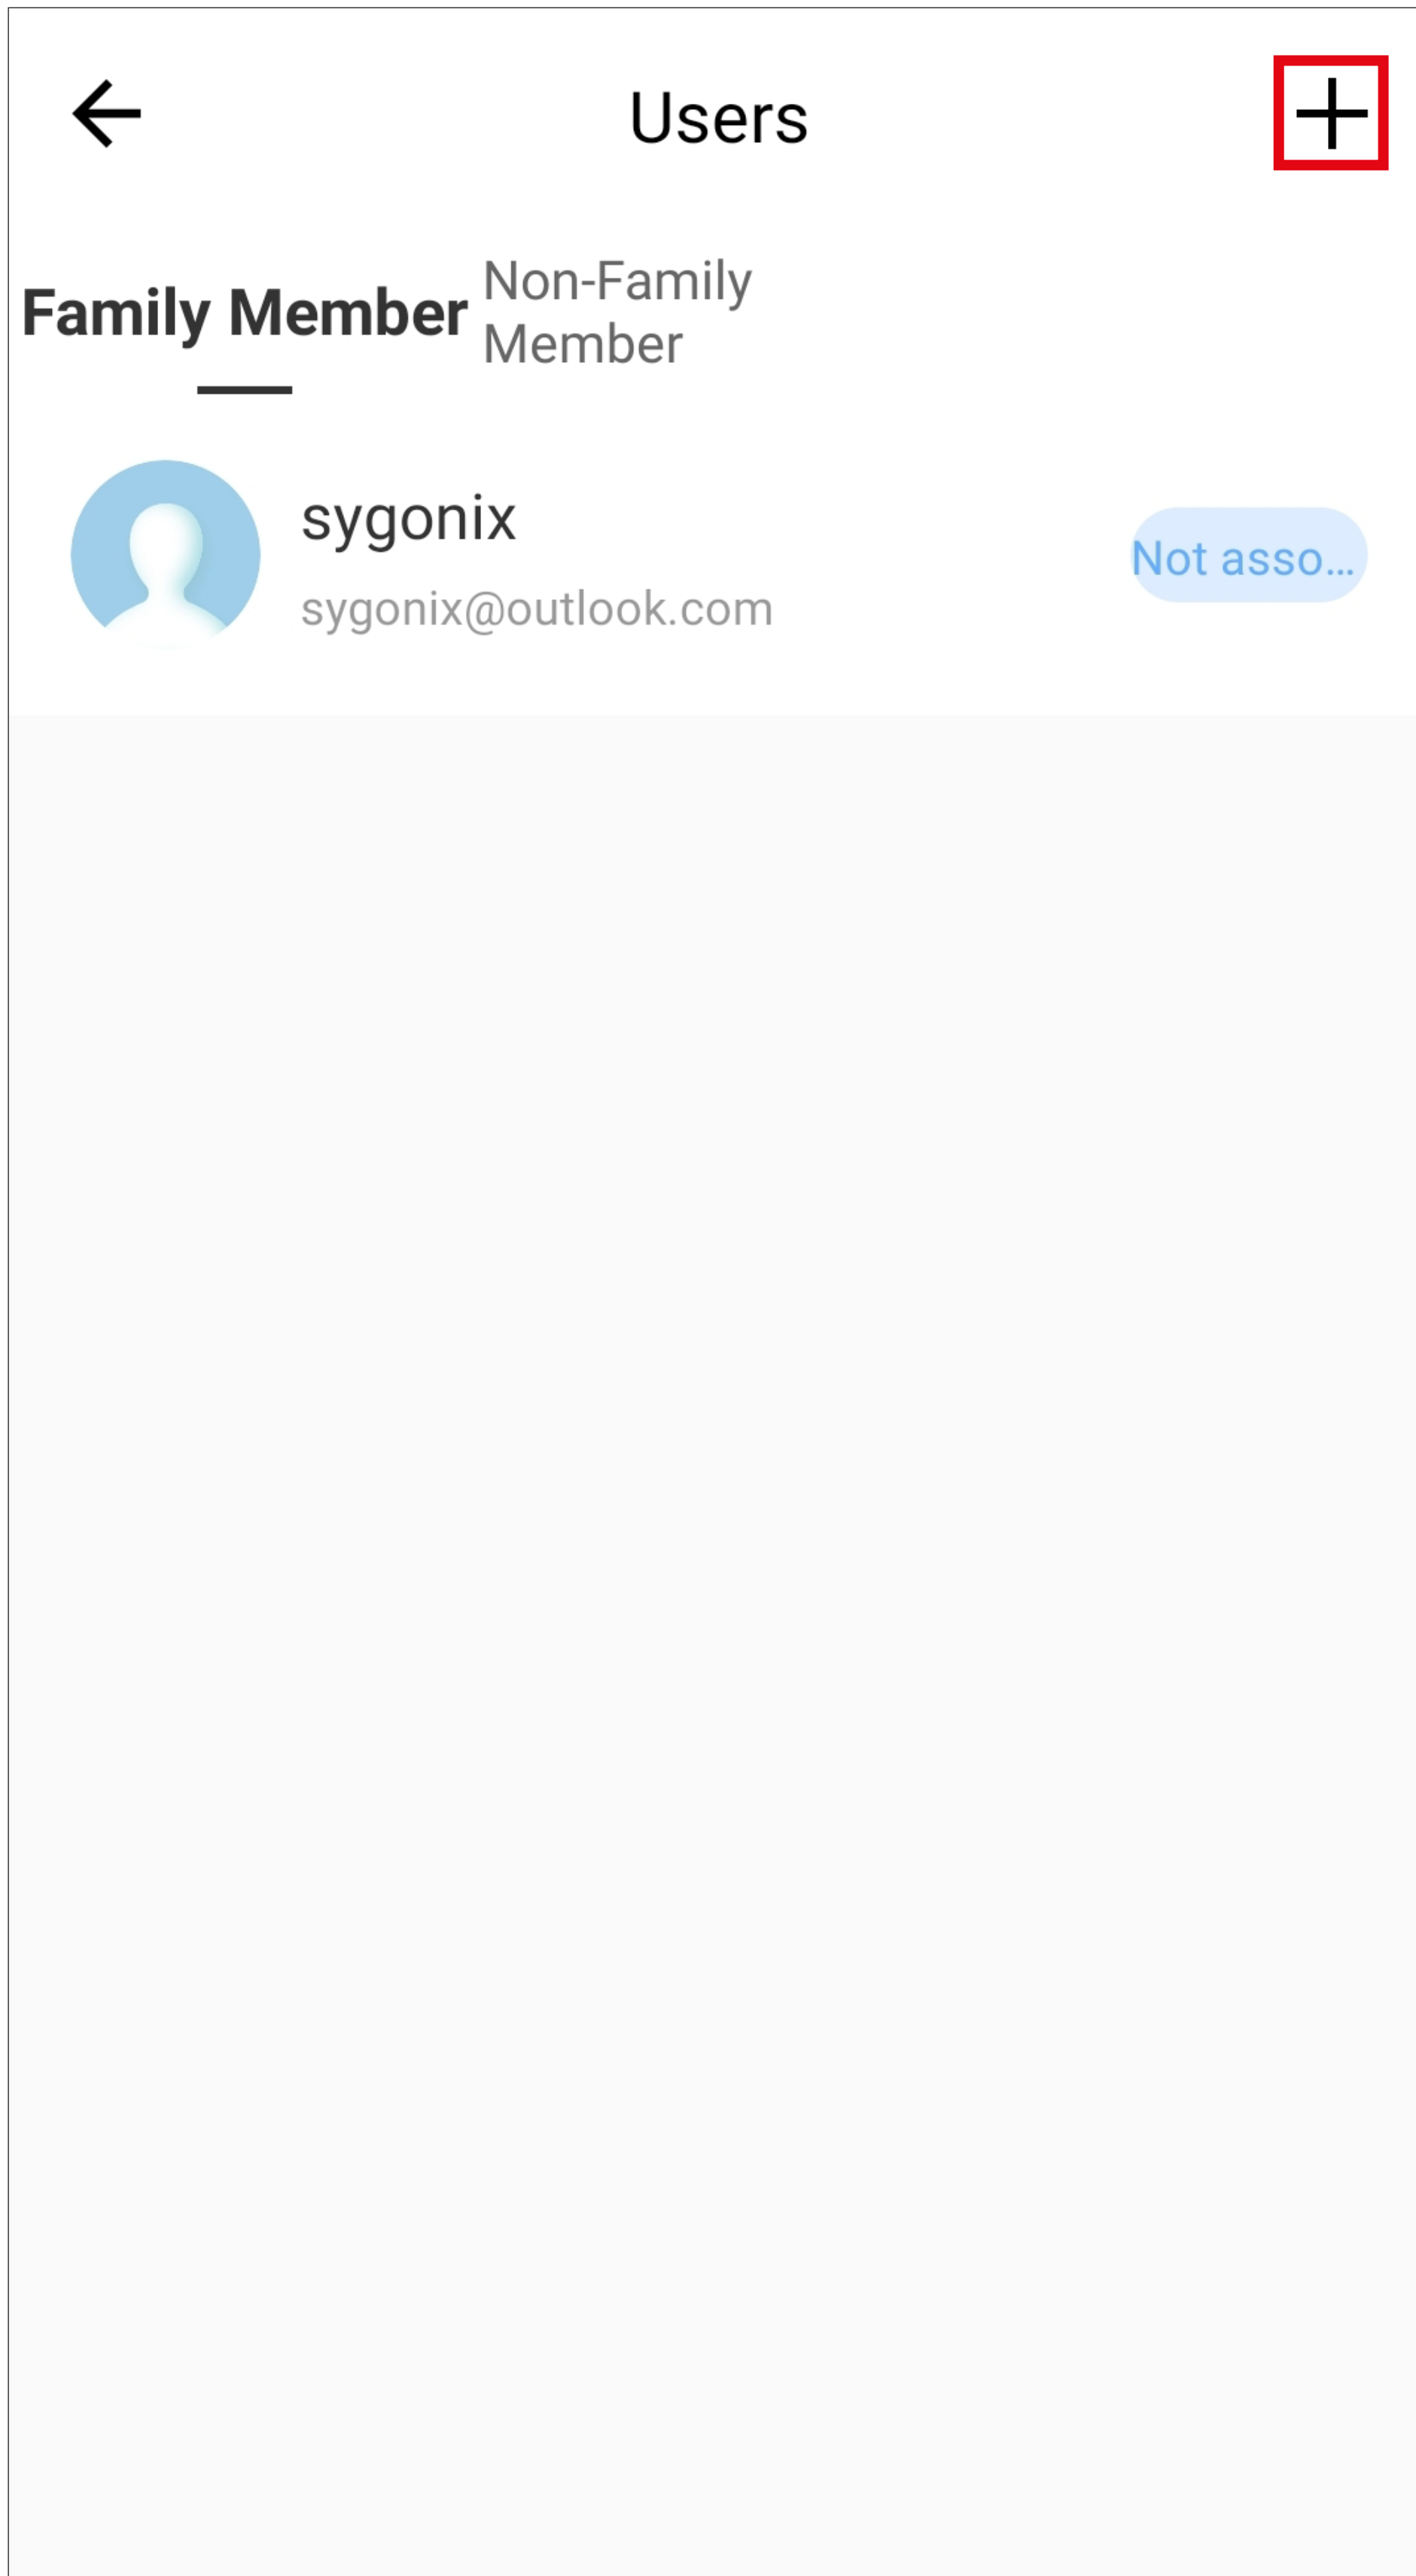 Users
Family Member
Non-Family
Member
sygonix
sygonix@outlook.com
Not asso...